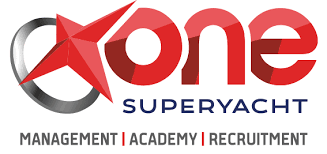 one
SUPERYACHT
MANAGEMENT | ACADEMY | RECRUITMENT